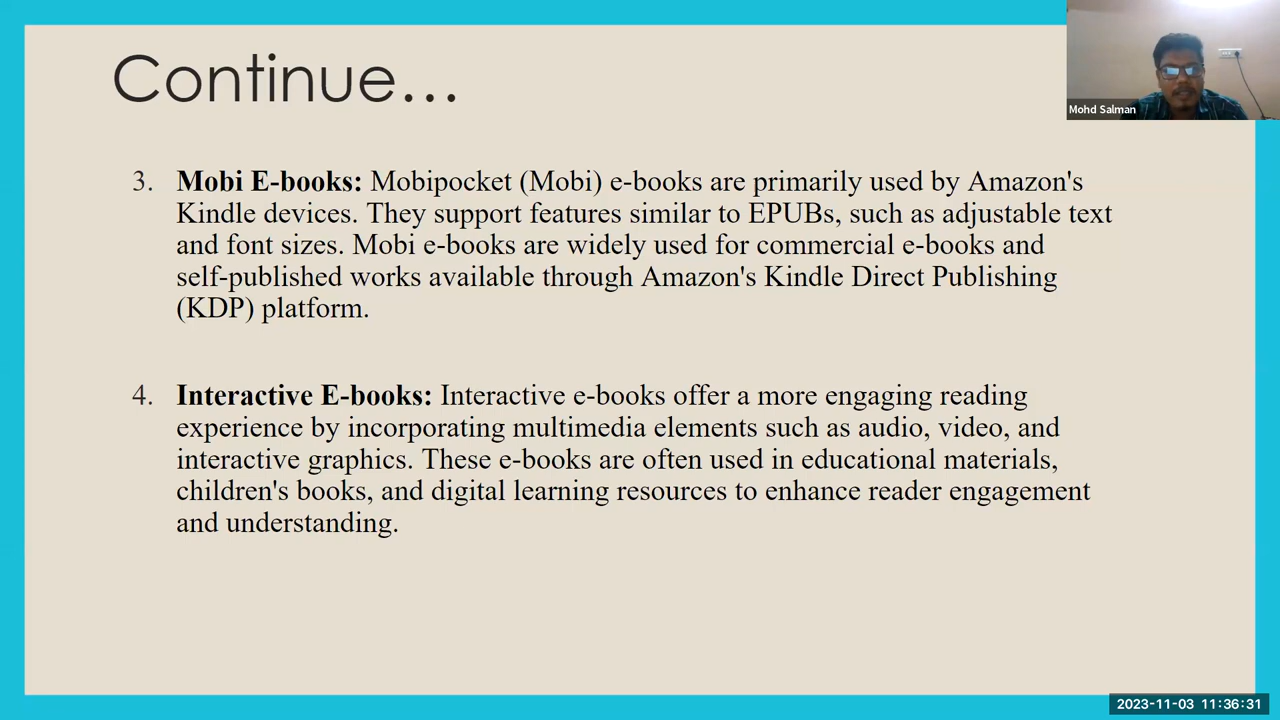 Continue…
Mohd Salman
3. Mobi E-books: Mobipocket (Mobi) e-books are primarily used by Amazon's
Kindle devices. They support features similar to EPUBs, such as adjustable text
and font sizes. Mobi e-books are widely used for commercial e-books and
self-published works available through Amazon's Kindle Direct Publishing
(KDP) platform.
4. Interactive E-books: Interactive e-books offer a more engaging reading
experience by incorporating multimedia elements such as audio, video, and
interactive graphics. These e-books are often used in educational materials,
children's books, and digital learning resources to enhance reader engagement
and understanding.
2023-11-03 11:36:31